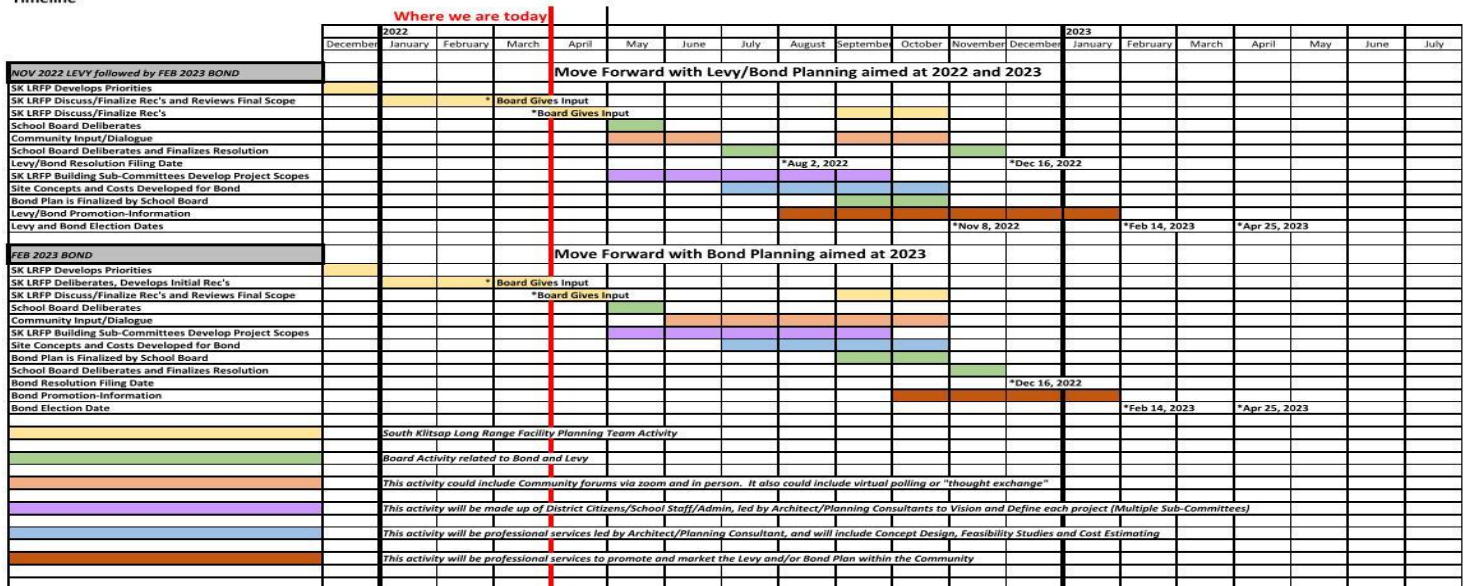 Timeline
Where we are today
2022 2023
December January February March April May June July August September October November December January February March April May June July
NOV 2022 LEVY followed by FEB 2023 BOND Move Forward with Levy/Bond Planning aimed at 2022 and 2023
SK LRFP Develops Priorities
SK LRFP Discuss/Finalize Rec's and Reviews Final Scope * Board Gives Input
SK LRFP Discuss/Finalize Rec's *Board Gives Input
School Board Deliberates
Community Input/Dialogue
School Board Deliberates and Finalizes Resolution
Levy/Bond Resolution Filing Date *Aug 2, 2022 *Dec 16, 2022
SK LRFP Building Sub-Committees Develop Project Scopes
Site Concepts and Costs Developed for Bond
Bond Plan is Finalized by School Board
Levy/Bond Promotion-Information
Levy and Bond Election Dates *Nov 8, 2022 *Feb 14, 2023 *Apr 25, 2023
FEB 2023 BOND Move Forward with Bond Planning aimed at 2023
SK LRFP Develops Priorities
SK LRFP Deliberates, Develops Initial Rec's * Board Gives Input
SK LRFP Discuss/Finalize Rec's and Reviews Final Scope *Board Gives Input
School Board Deliberates
Community Input/Dialogue
SK LRFP Building Sub-Committees Develop Project Scopes
Site Concepts and Costs Developed for Bond
Bond Plan is Finalized by School Board
School Board Deliberates and Finalizes Resolution
Bond Resolution Filing Date *Dec 16, 2022
Bond Promotion-Information
Bond Election Date *Feb 14, 2023 *Apr 25, 2023
South Klitsap Long Range Facility Planning Team Activity
Board Activity related to Bond and Levy
This activity could include Community forums via zoom and in person. It also could include virtual polling or "thought exchange"
This activity will be made up of District Citizens/School Staff/Admin, led by Architect/Planning Consultants to Vision and Define each project (Multiple Sub-Committees)
This activity will be professional services led by Architect/Planning Consultant, and will include Concept Design, Feasibility Studies and Cost Estimating
This activity will be professional services to promote and market the Levy and/or Bond Plan within the Community